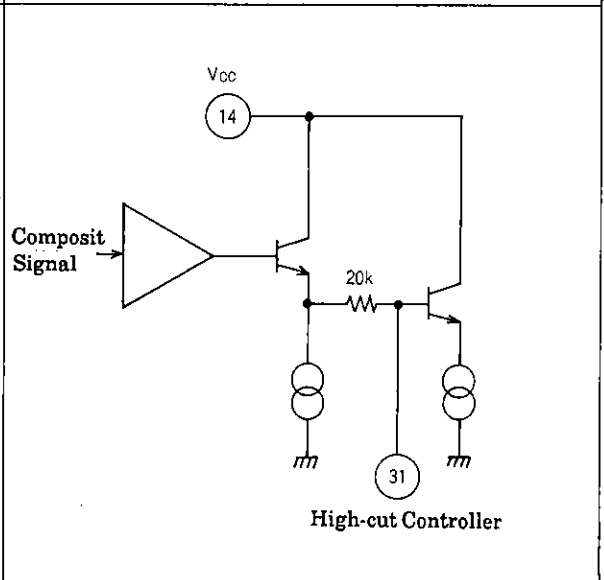 Vcc
14
Composit
Signal
20k
31
High-cut Controller